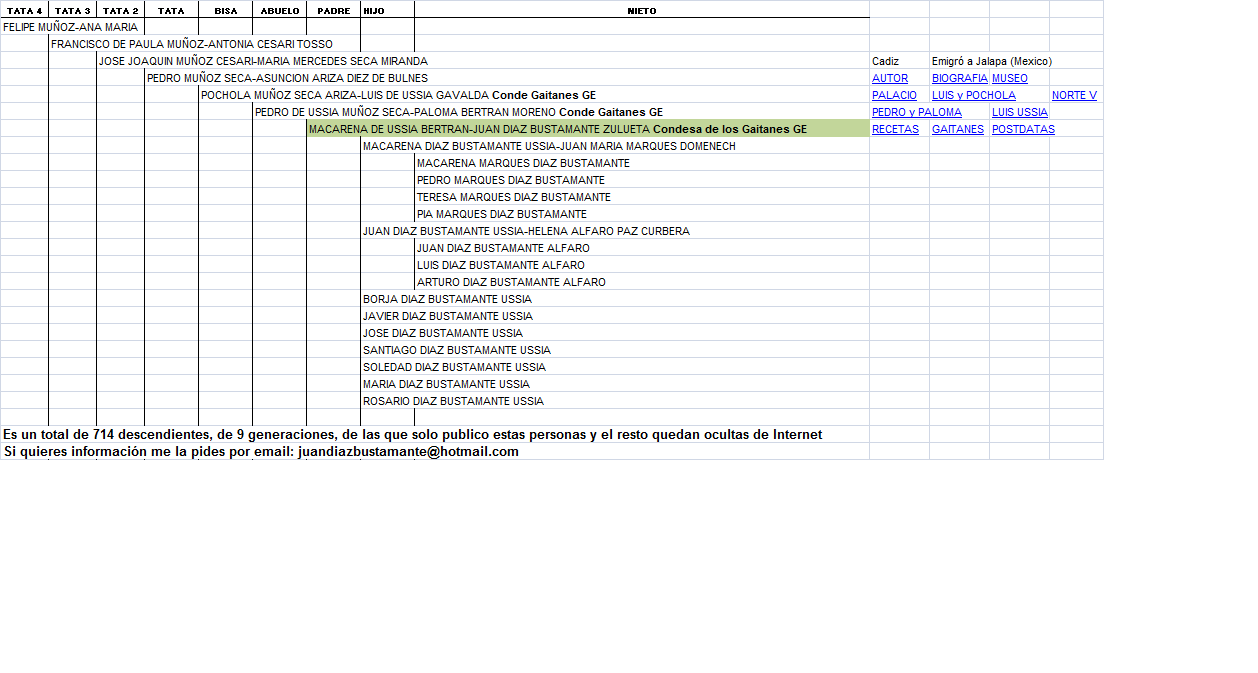 TATA 4 TATA 3 TATA 2 TATA BISA ABUELO PADRE HIJO NIETO
FELIPE MUÑOZ-ANA MARIA
FRANCISCO DE PAULA MUÑOZ-ANTONIA CESARI TOSSO
JOSE JOAQUIN MUÑOZ CESARI-MARIA MERCEDES SECA MIRANDA Cadiz Emigró a Jalapa (Mexico)
PEDRO MUÑOZ SECA-ASUNCION ARIZA DIEZ DE BULNES AUTOR BIOGRAFIA MUSEO
POCHOLA MUÑOZ SECA ARIZA-LUIS DE USSIA GAVALDA Conde Gaitanes GE PALACIO LUIS y POCHOLA NORTE V
PEDRO DE USSIA MUÑOZ SECA-PALOMA BERTRAN MORENO Conde Gaitanes GE PEDRO y PALOMA LUIS USSIA
MACARENA DE USSIA BERTRAN-JUAN DIAZ BUSTAMANTE ZULUETA Condesa de los Gaitanes GE RECETAS GAITANES POSTDATAS
MACARENA DIAZ BUSTAMANTE USSIA-JUAN MARIA MARQUES DOMENECH
MACARENA MARQUES DIAZ BUSTAMANTE
PEDRO MARQUES DIAZ BUSTAMANTE
TERESA MARQUES DIAZ BUSTAMANTE
PIA MARQUES DIAZ BUSTAMANTE
JUAN DIAZ BUSTAMANTE USSIA-HELENA ALFARO PAZ CURBERA
JUAN DIAZ BUSTAMANTE ALFARO
LUIS DIAZ BUSTAMANTE ALFARO
ARTURO DIAZ BUSTAMANTE ALFARO
BORJA DIAZ BUSTAMANTE USSIA
JAVIER DIAZ BUSTAMANTE USSIA
JOSE DIAZ BUSTAMANTE USSIA
SANTIAGO DIAZ BUSTAMANTE USSIA
SOLEDAD DIAZ BUSTAMANTE USSIA
MARIA DIAZ BUSTAMANTE USSIA
ROSARIO DIAZ BUSTAMANTE USSIA
Es un total de 714 descendientes, de 9 generaciones, de las que solo publico estas personas y el resto quedan ocultas de Internet
Si quieres información me la pides por email: juandiazbustamante@hotmail.com